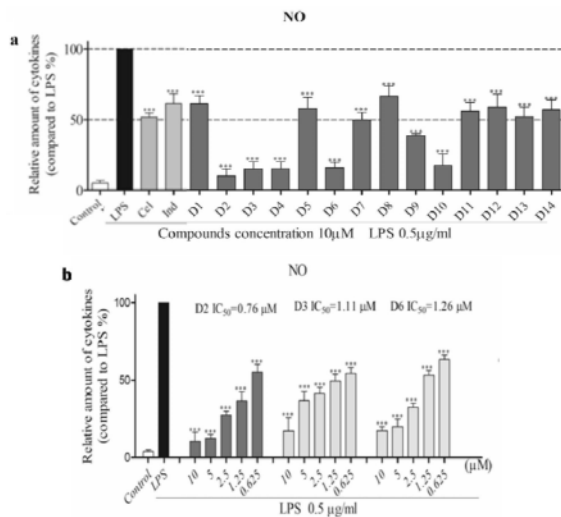 NO
a
Relative amount of cytokines
(compared to LPS %)
100
50
0
*** *** *** *** *** *** *** *** *** *** *** *** *** *** *** ***
Control LPS Cel Ind D1 D2 D3 D4 D5 D6 D7 D8 D9 D10 D11 D12 D13 D14
Compounds concentration 10μM LPS 0.5μg/ml
b
NO
Relative amount of cytokines
(compared to LPS %)
100
50
0
D2 IC50=0.76 μM D3 IC50=1.11 μM D6 IC50=1.26 μM
*** *** *** *** *** *** *** *** *** *** *** *** *** *** ***
Control LPS 10 5 2.5 1.25 0.625 10 5 2.5 1.25 0.625 10 5 2.5 1.25 0.625 (μM)
LPS 0.5 μg/ml